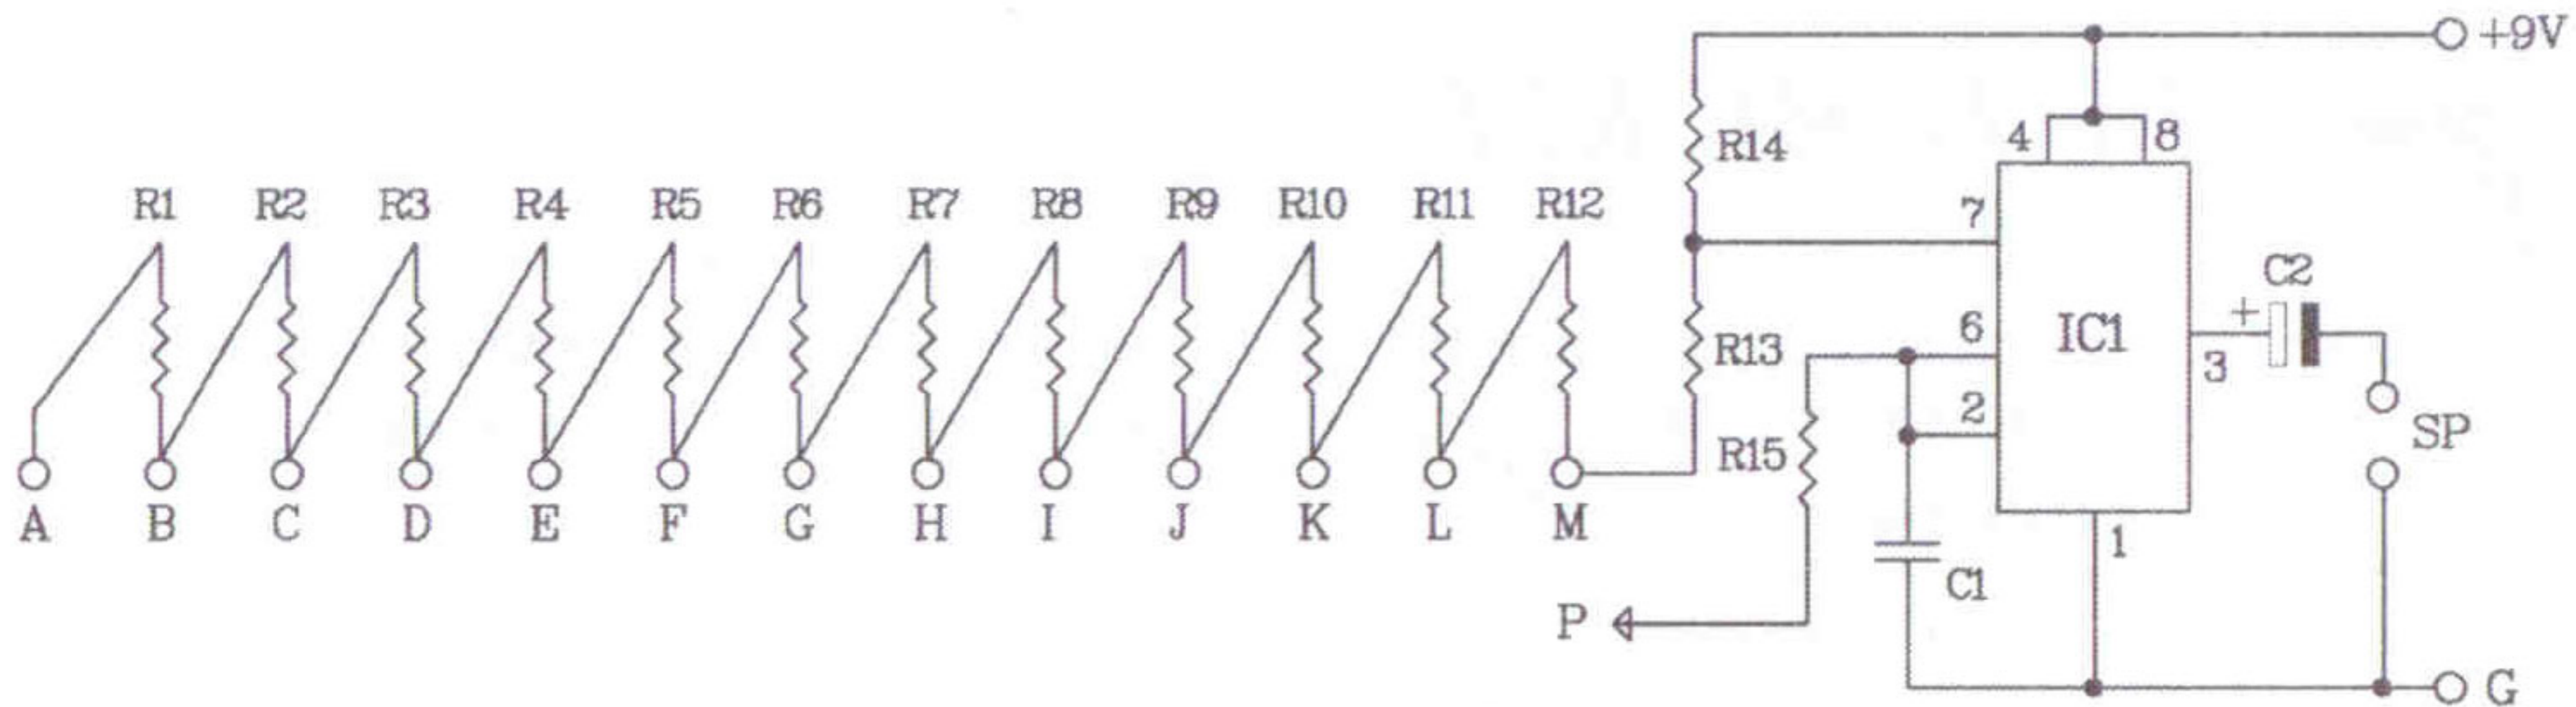 +9V
4 8
R14
R1 R2 R3 R4 R5 R6 R7 R8 R9 R10 R11 R12
7
C2
+
6
IC1
R13
3
2
SP
R15
A B C D E F G H I J K L M
1
C1
P
G